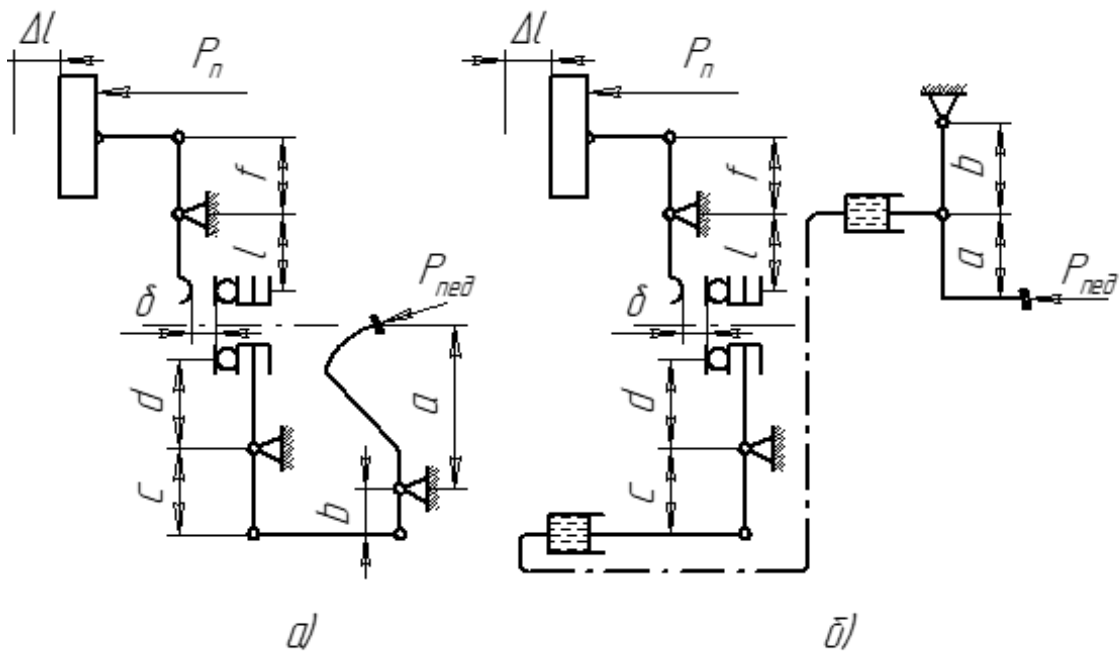 Δl Pп Δl Pп
f f b
l l a
δ Pпед δ Pпед
d a d
c b c
а) б)